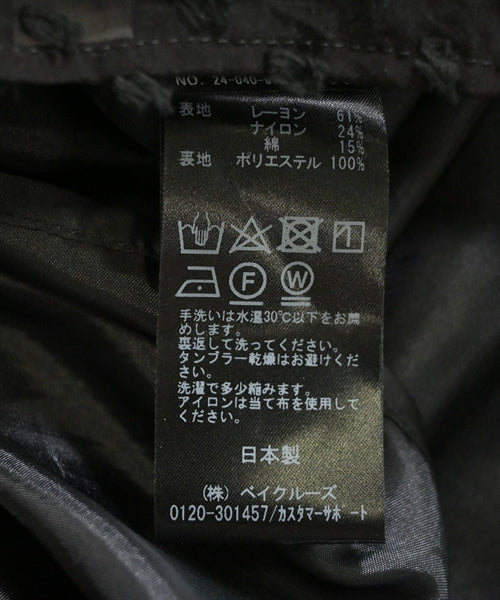 NO. 24-040-
表地 レーヨン 61%
ナイロン 24%
綿 15%
裏地 ポリエステル 100%
F W
手洗いは水温30℃以下をお勧
めします。
裏返して洗ってください。
タンブラー乾燥はお避けくだ
さい。
洗濯で多少縮みます。
アイロンは当て布を使用して
ください。
日本製
(株) ベイクルーズ
0120-301457/カスタマーサポート